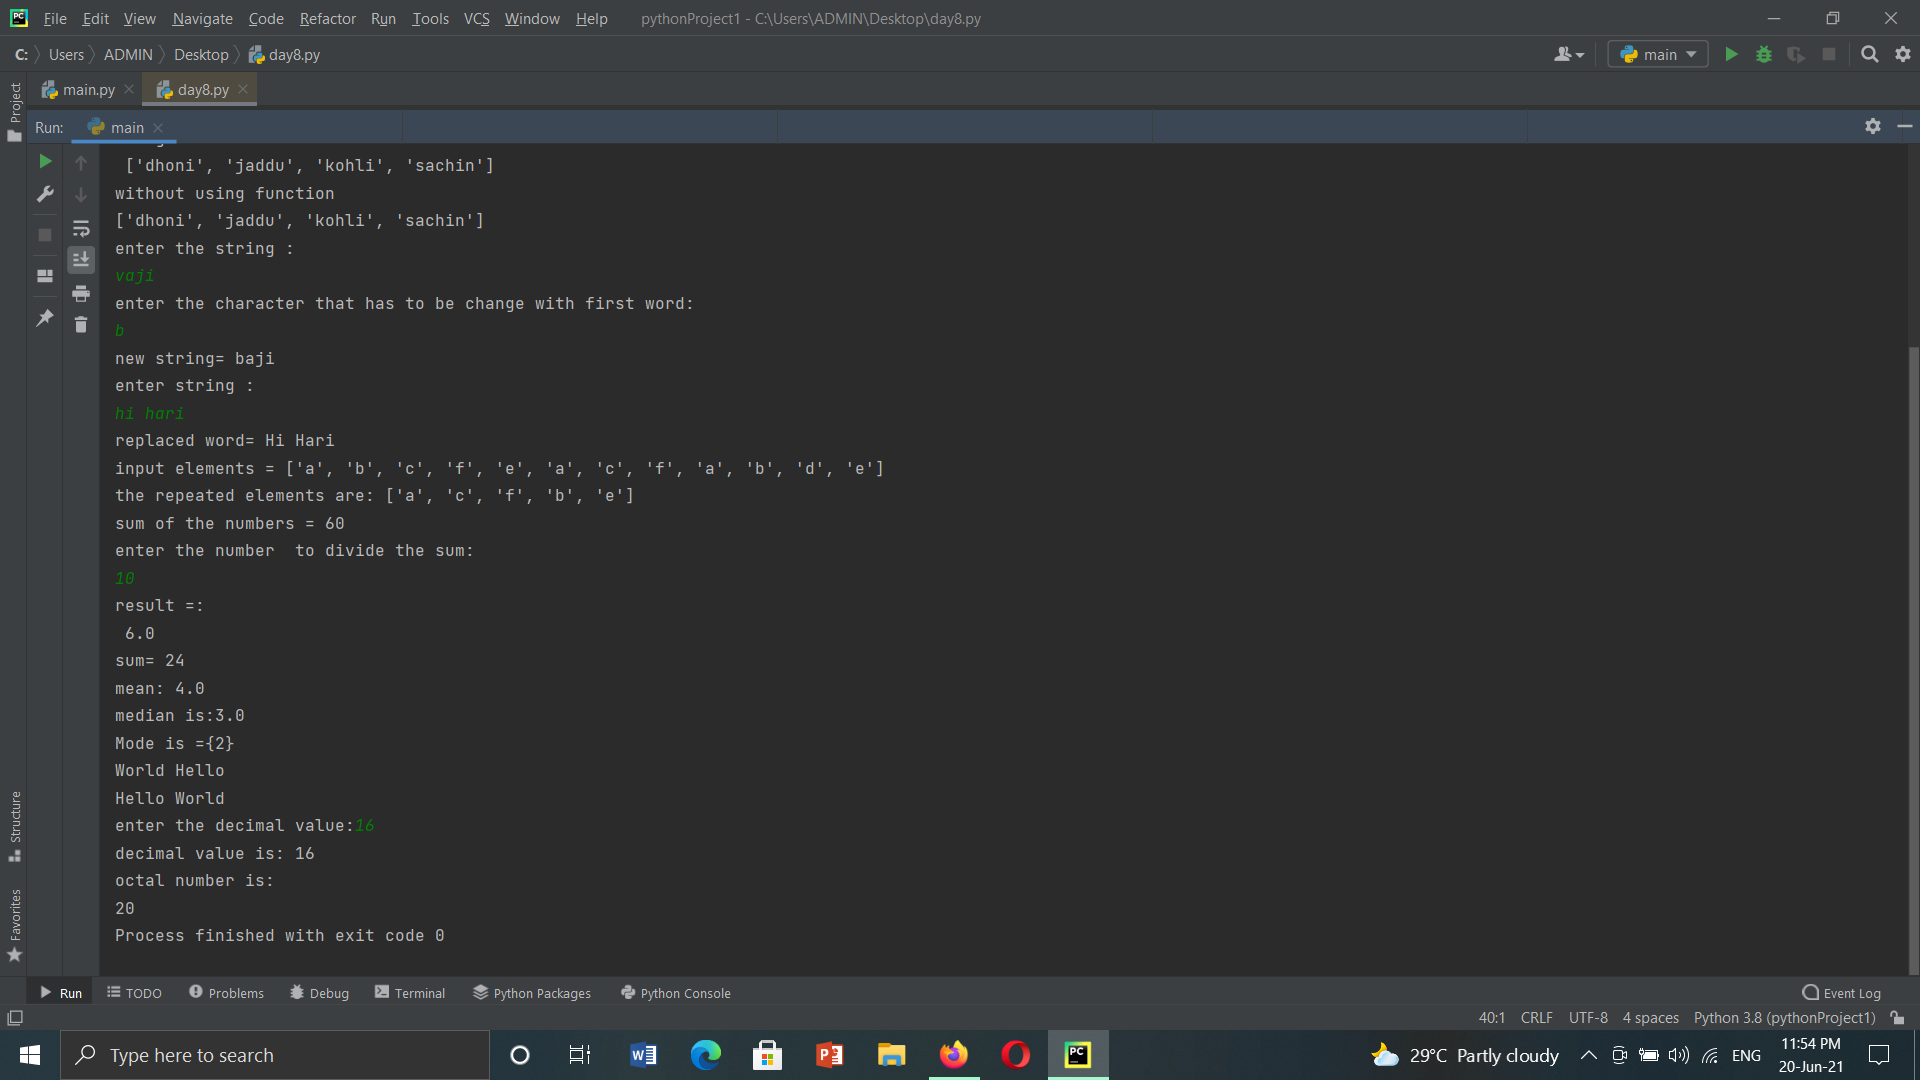 File Edit View Navigate Code Refactor Run Tools VCS Window Help pythonProject1 - C:\Users\ADMIN\Desktop\day8.py
C: Users ADMIN Desktop day8.py main
main.py day8.py
Project
Run: main
['dhoni', 'jaddu', 'kohli', 'sachin']
without using function
['dhoni', 'jaddu', 'kohli', 'sachin']
enter the string :
vaji
enter the character that has to be change with first word:
b
new string= baji
enter string :
hi hari
replaced word= Hi Hari
input elements = ['a', 'b', 'c', 'f', 'e', 'a', 'c', 'f', 'a', 'b', 'd', 'e']
the repeated elements are: ['a', 'c', 'f', 'b', 'e']
sum of the numbers = 60
enter the number  to divide the sum:
10
result =:
6.0
sum= 24
mean: 4.0
median is:3.0
Mode is ={2}
World Hello
Hello World
enter the decimal value:16
decimal value is: 16
octal number is:
20
Process finished with exit code 0
Structure
Favorites
Run TODO Problems Debug Terminal Python Packages Python Console Event Log
40:1 CRLF UTF-8 4 spaces Python 3.8 (pythonProject1)
Type here to search 29°C Partly cloudy ENG 11:54 PM
20-Jun-21